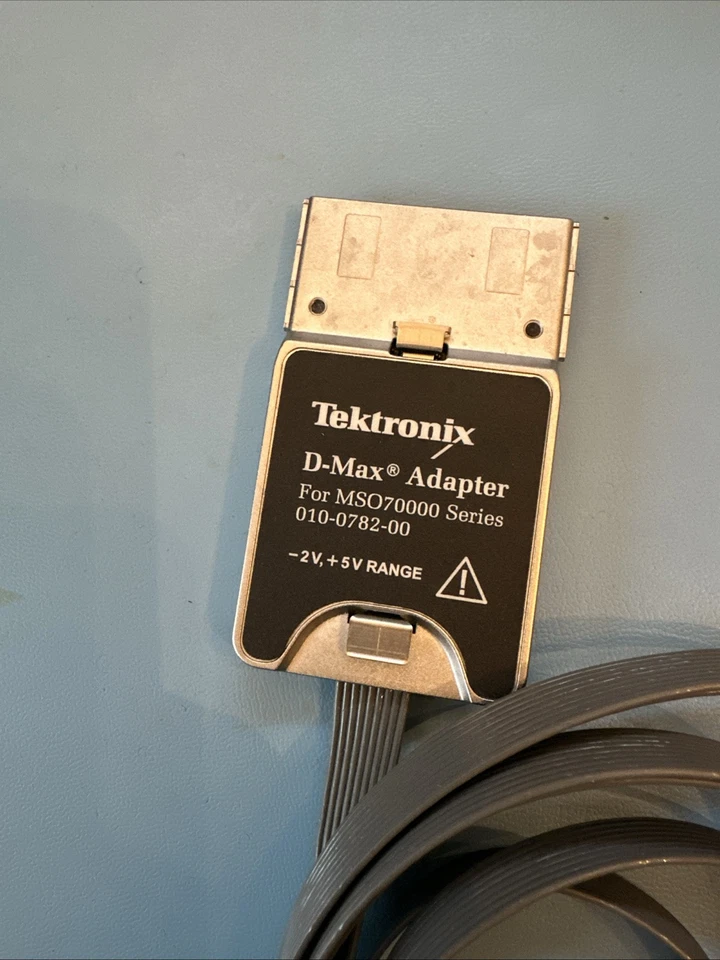 Tektronix
D-Max® Adapter
For MSO70000 Series
010-0782-00
-2V, +5V RANGE